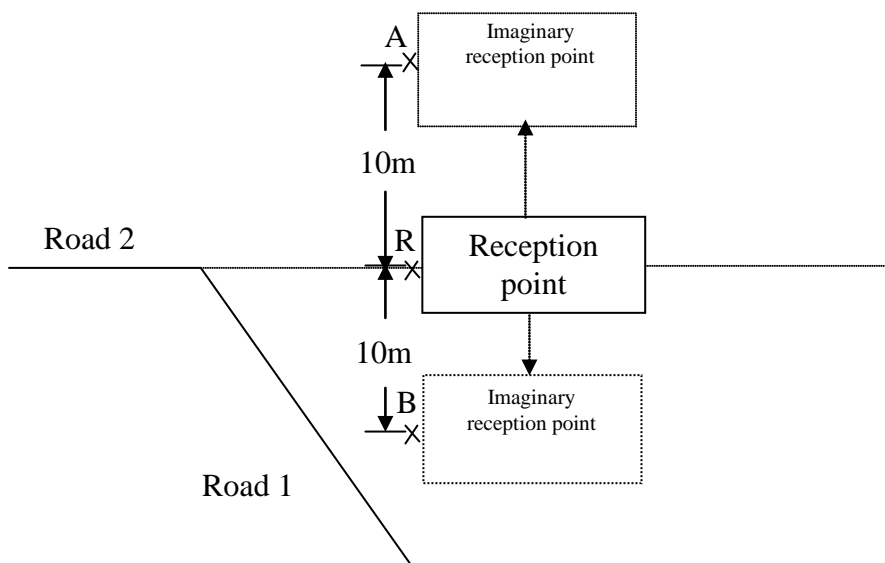 A
Imaginary
reception point
10m
Road 2
R
Reception
point
10m
B
Imaginary
reception point
Road 1